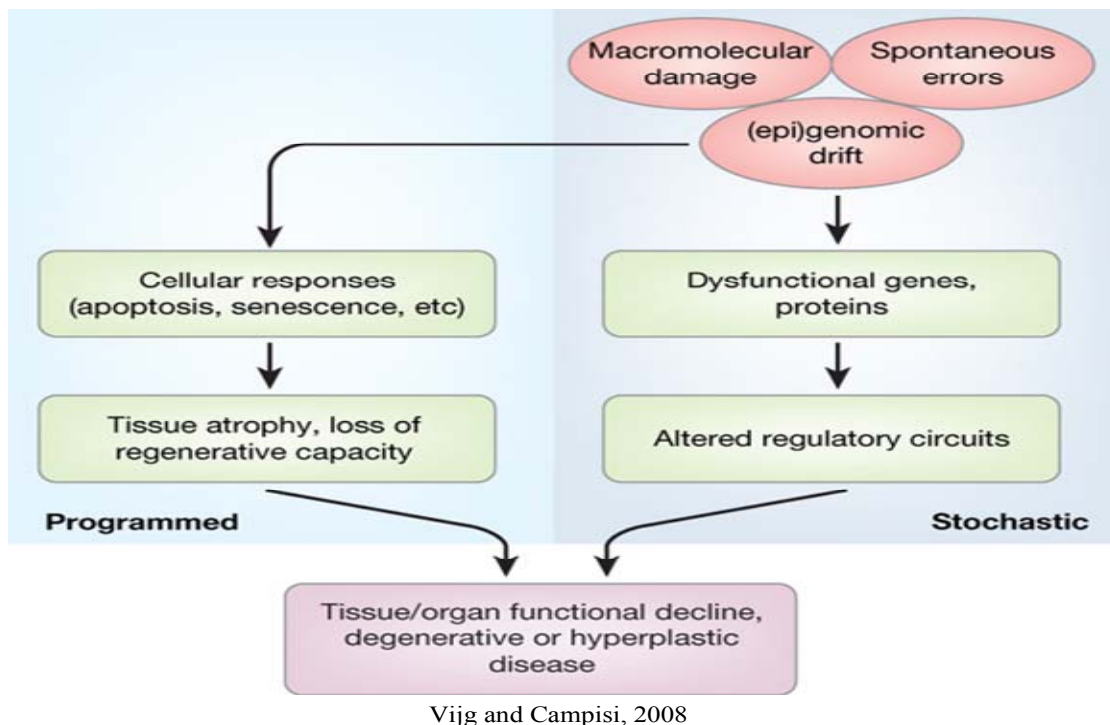 Macromolecular
damage
Spontaneous
errors
(epi)genomic
drift
Cellular responses
(apoptosis, senescence, etc)
Dysfunctional genes,
proteins
Tissue atrophy, loss of
regenerative capacity
Altered regulatory circuits
Programmed
Stochastic
Tissue/organ functional decline,
degenerative or hyperplastic
disease
Vijg and Campisi, 2008